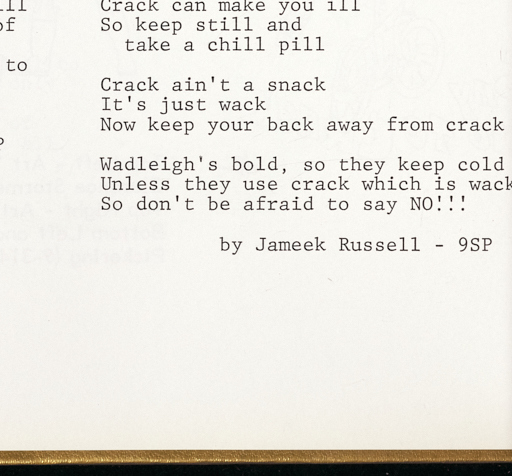 ill
of
to
Crack can make you ill
So keep still and
take a chill pill
Crack ain't a snack
It's just wack
Now keep your back away from crack
Wadleigh's bold, so they keep cold
Unless they use crack which is wack
So don't be afraid to say NO!!!
by Jameek Russell - 9SP